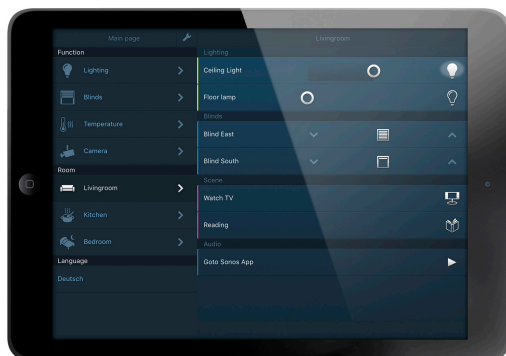 Main page
Function
Lighting
Blinds
Temperature
Camera
Room
Livingroom
Kitchen
Bedroom
Language
Deutsch
Livingroom
Lighting
Ceiling Light
Floor lamp
Blinds
Blind East
Blind South
Scene
Watch TV
Reading
Audio
Goto Sonos App